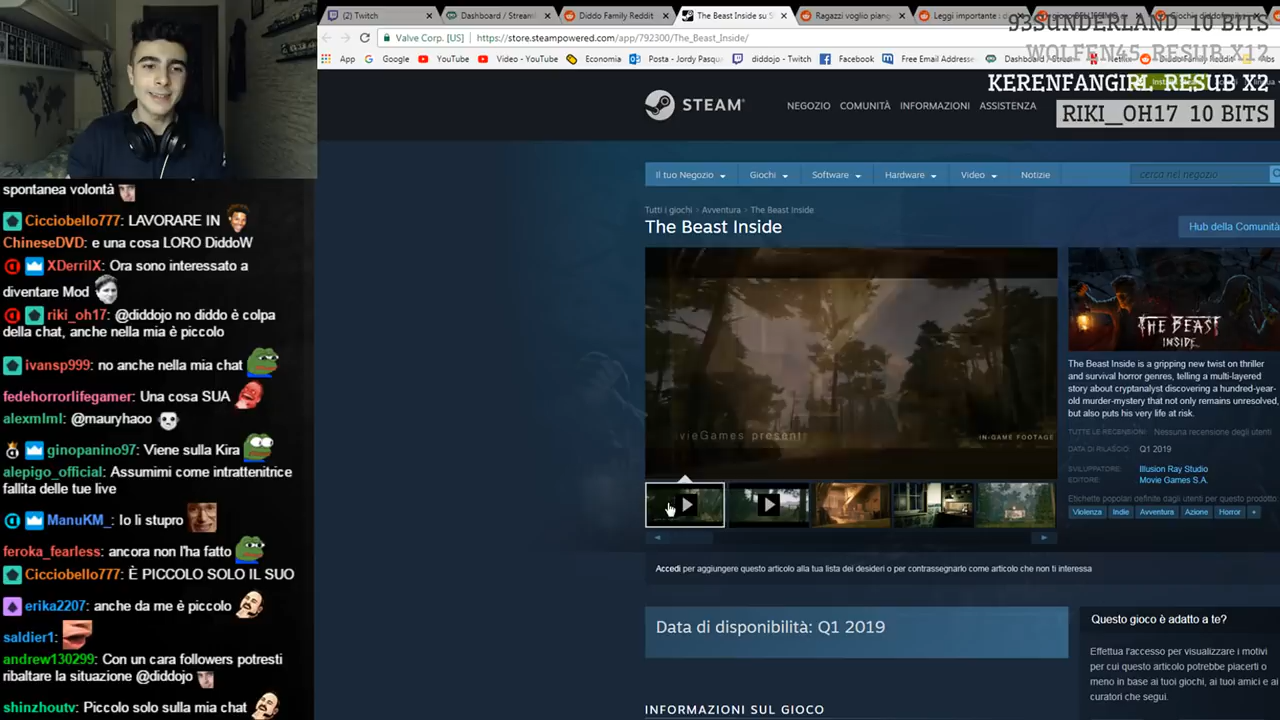 (2) Twitch
Dashboard / Streaml
Diddo Family Reddit
The Beast Inside su S
Ragazzi voglio piang
Leggi importante : d
Valve Corp. [US]
https://store.steampowered.com/app/792300/The_Beast_Inside/
App
Google
YouTube
Video - YouTube
Economia
Posta - Jordy Pasqua
diddojo - Twitch
Facebook
Free Email Addresse
Dashboard / Stream
93SUNDERLAND 10 BITS
WOLFEN45 RESUB X12
KERENFANGIRL RESUB X2
RIKI_OH17 10 BITS
spontanea volontà
Cicciobello777: LAVORARE IN
ChineseDVD: e una cosa LORO DiddoW
XDerrilX: Ora sono interessato a
diventare Mod
riki_oh17: @diddojo no diddo è colpa
della chat, anche nella mia è piccolo
ivansp999: no anche nella mia chat
fedehorrorlifegamer: Una cosa SUA
alexmlml: @mauryhaoo
ginopanino97: Viene sulla Kira
alepigo_official: Assumimi come intrattenitrice
fallita delle tue live
ManuKM_: Io li stupro
feroka_fearless: ancora non l'ha fatto
Cicciobello777: È PICCOLO SOLO IL SUO
erika2207: anche da me è piccolo
saldier1:
andrew130299: Con un cara followers potresti
ribaltare la situazione @diddojo
shinzhoutv: Piccolo solo sulla mia chat
STEAM
NEGOZIO
COMUNITÀ
INFORMAZIONI
ASSISTENZA
Il tuo Negozio
Giochi
Software
Hardware
Video
Notizie
cerca nel negozio
Tutti i giochi > Avventura > The Beast Inside
The Beast Inside
Hub della Comunità
vieGames present
IN-GAME FOOTAGE
THE BEAST
INSIDE
The Beast Inside is a gripping new twist on thriller
and survival horror genres, telling a multi-layered
story about cryptanalyst discovering a hundred-year-
old murder-mystery that not only remains unresolved,
but also puts his very life at risk.
TUTTE LE RECENSIONI: Nessuna recensione degli utenti
DATA DI RILASCIO: Q1 2019
SVILUPPATORE: Illusion Ray Studio
EDITORE: Movie Games S.A.
Etichette popolari definite dagli utenti per questo prodotto:
Violenza
Indie
Avventura
Azione
Horror
+
Accedi per aggiungere questo articolo alla tua lista dei desideri o per contrassegnarlo come articolo che non ti interessa
Data di disponibilità: Q1 2019
Questo gioco è adatto a te?
Effettua l'accesso per visualizzare i motivi
per cui questo articolo potrebbe piacerti o
meno in base ai tuoi giochi, ai tuoi amici e ai
curatori che segui.
INFORMAZIONI SUL GIOCO